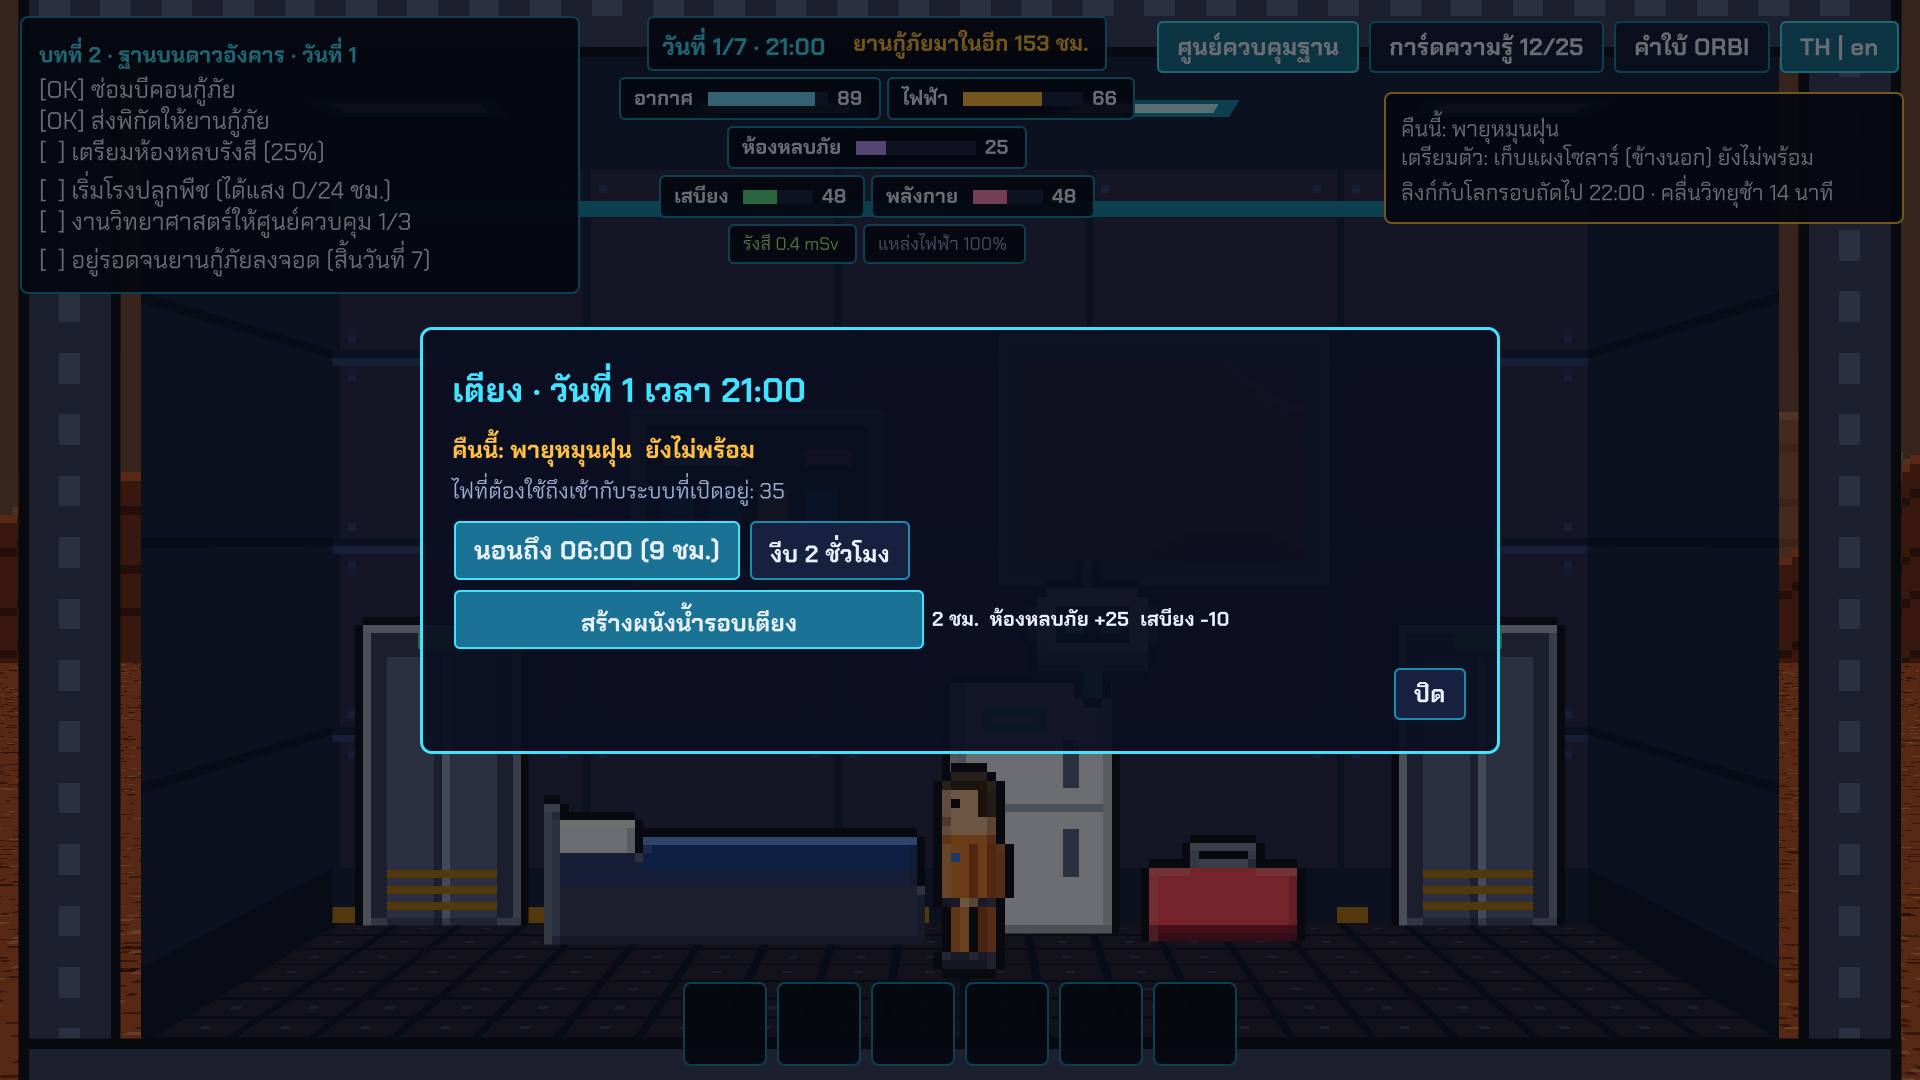 บทที่ 2 · ฐานบนดาวอังคาร · วันที่ 1
[OK] ซ่อมบีคอนกู้ภัย
[OK] ส่งพิกัดให้ยานกู้ภัย
[ ] เตรียมห้องหลบรังสี (25%)
[ ] เริ่มโรงปลูกพืช (ได้แสง 0/24 ชม.)
[ ] งานวิทยาศาสตร์ให้ศูนย์ควบคุม 1/3
[ ] อยู่รอดจนยานกู้ภัยลงจอด (สิ้นวันที่ 7)
วันที่ 1/7 · 21:00 ยานกู้ภัยมาในอีก 153 ชม.
อากาศ 89 ไฟฟ้า 66
ห้องหลบภัย 25
เสบียง 48 พลังกาย 48
รังสี 0.4 mSv แหล่งไฟฟ้า 100%
ศูนย์ควบคุมฐาน การ์ดความรู้ 12/25 คำใบ้ ORBI TH | en
คืนนี้: พายุหมุนฝุ่น
เตรียมตัว: เก็บแผงโซลาร์ (ข้างนอก) ยังไม่พร้อม
ลิงก์กับโลกรอบถัดไป 22:00 · คลื่นวิทยุช้า 14 นาที
เตียง · วันที่ 1 เวลา 21:00
คืนนี้: พายุหมุนฝุ่น ยังไม่พร้อม
ไฟที่ต้องใช้ถึงเช้ากับระบบที่เปิดอยู่: 35
นอนถึง 06:00 (9 ชม.) งีบ 2 ชั่วโมง
สร้างผนังน้ำรอบเตียง 2 ชม. ห้องหลบภัย +25 เสบียง -10
ปิด